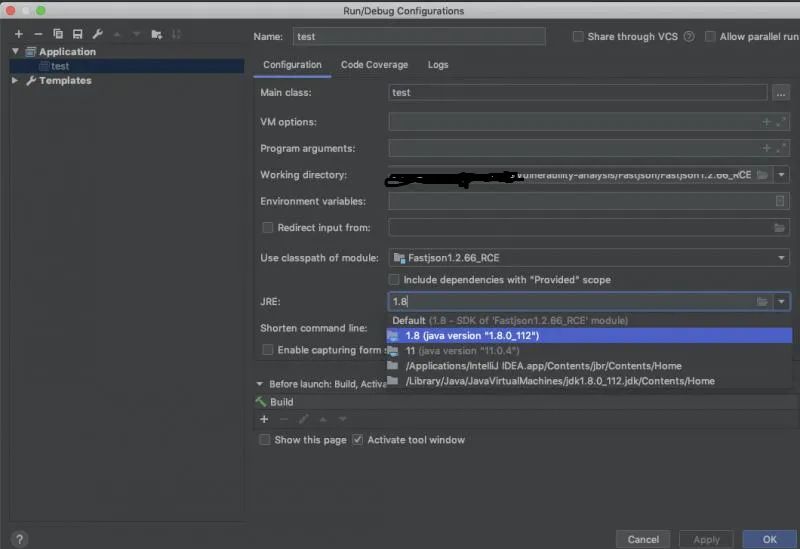 Run/Debug Configurations
Name: test Share through VCS ? Allow parallel run
Application
test
Templates
Configuration Code Coverage Logs
Main class: test ...
VM options:
Program arguments:
Working directory: vulnerability-analysis/Fastjson/Fastjson1.2.66_RCE
Environment variables:
Redirect input from:
Use classpath of module: Fastjson1.2.66_RCE
Include dependencies with "Provided" scope
JRE: 1.8
Default (1.8 - SDK of 'Fastjson1.2.66_RCE' module)
Shorten command line: 1.8 (java version "1.8.0_112")
Enable capturing form 11 (java version "11.0.4")
/Applications/IntelliJ IDEA.app/Contents/jbr/Contents/Home
Before launch: Build, Activa /Library/Java/JavaVirtualMachines/jdk1.8.0_112.jdk/Contents/Home
Build
Show this page Activate tool window
? Cancel Apply OK